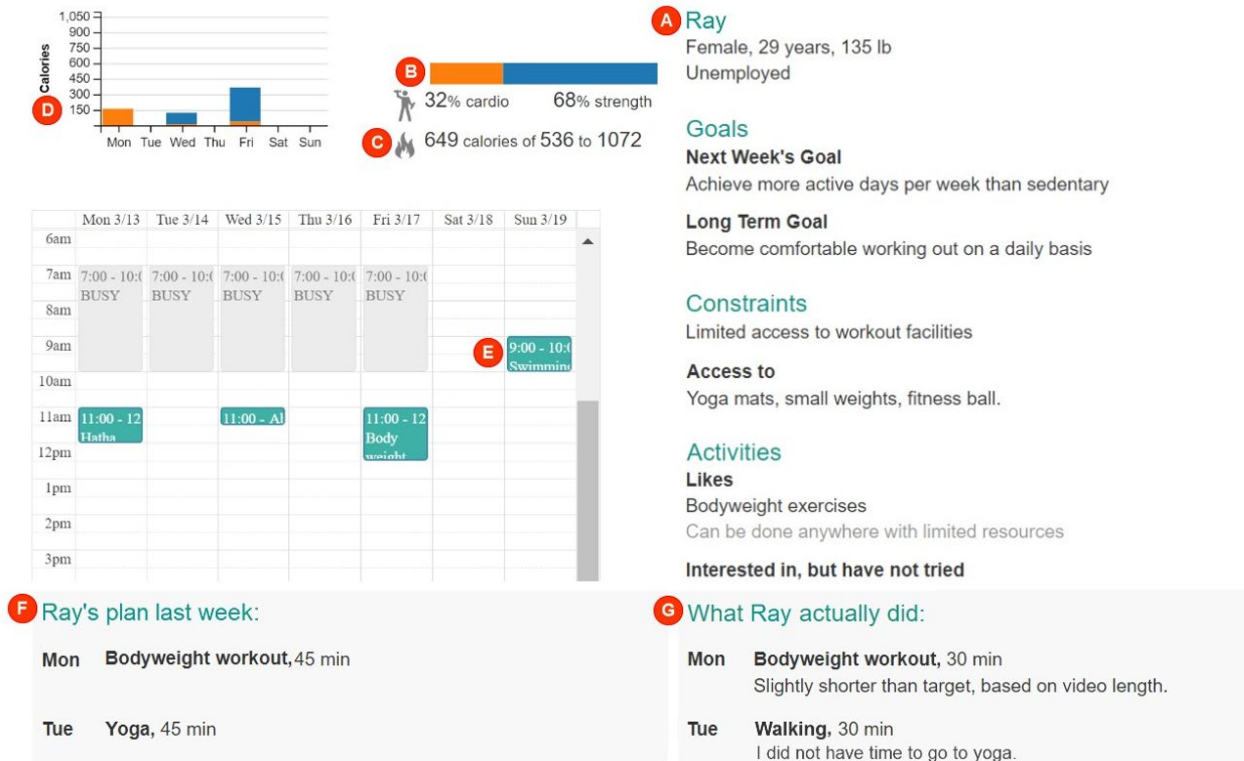 1,050
900
750
600
450
300
150
Calories
D
Mon Tue Wed Thu Fri Sat Sun
B
32% cardio 68% strength
C 649 calories of 536 to 1072
A Ray
Female, 29 years, 135 lb
Unemployed
Goals
Next Week's Goal
Achieve more active days per week than sedentary
Long Term Goal
Become comfortable working out on a daily basis
Constraints
Limited access to workout facilities
Access to
Yoga mats, small weights, fitness ball.
Activities
Likes
Bodyweight exercises
Can be done anywhere with limited resources
Interested in, but have not tried
Mon 3/13 Tue 3/14 Wed 3/15 Thu 3/16 Fri 3/17 Sat 3/18 Sun 3/19
6am
7am 7:00 - 10:0 7:00 - 10:0 7:00 - 10:0 7:00 - 10:0 7:00 - 10:0
BUSY BUSY BUSY BUSY BUSY
8am
9am E 9:00 - 10:0
Swimming
10am
11am 11:00 - 12 11:00 - Al 11:00 - 12
Hatha Body
weight
12pm
1pm
2pm
3pm
F Ray's plan last week:
Mon Bodyweight workout, 45 min
Tue Yoga, 45 min
G What Ray actually did:
Mon Bodyweight workout, 30 min
Slightly shorter than target, based on video length.
Tue Walking, 30 min
I did not have time to go to yoga.